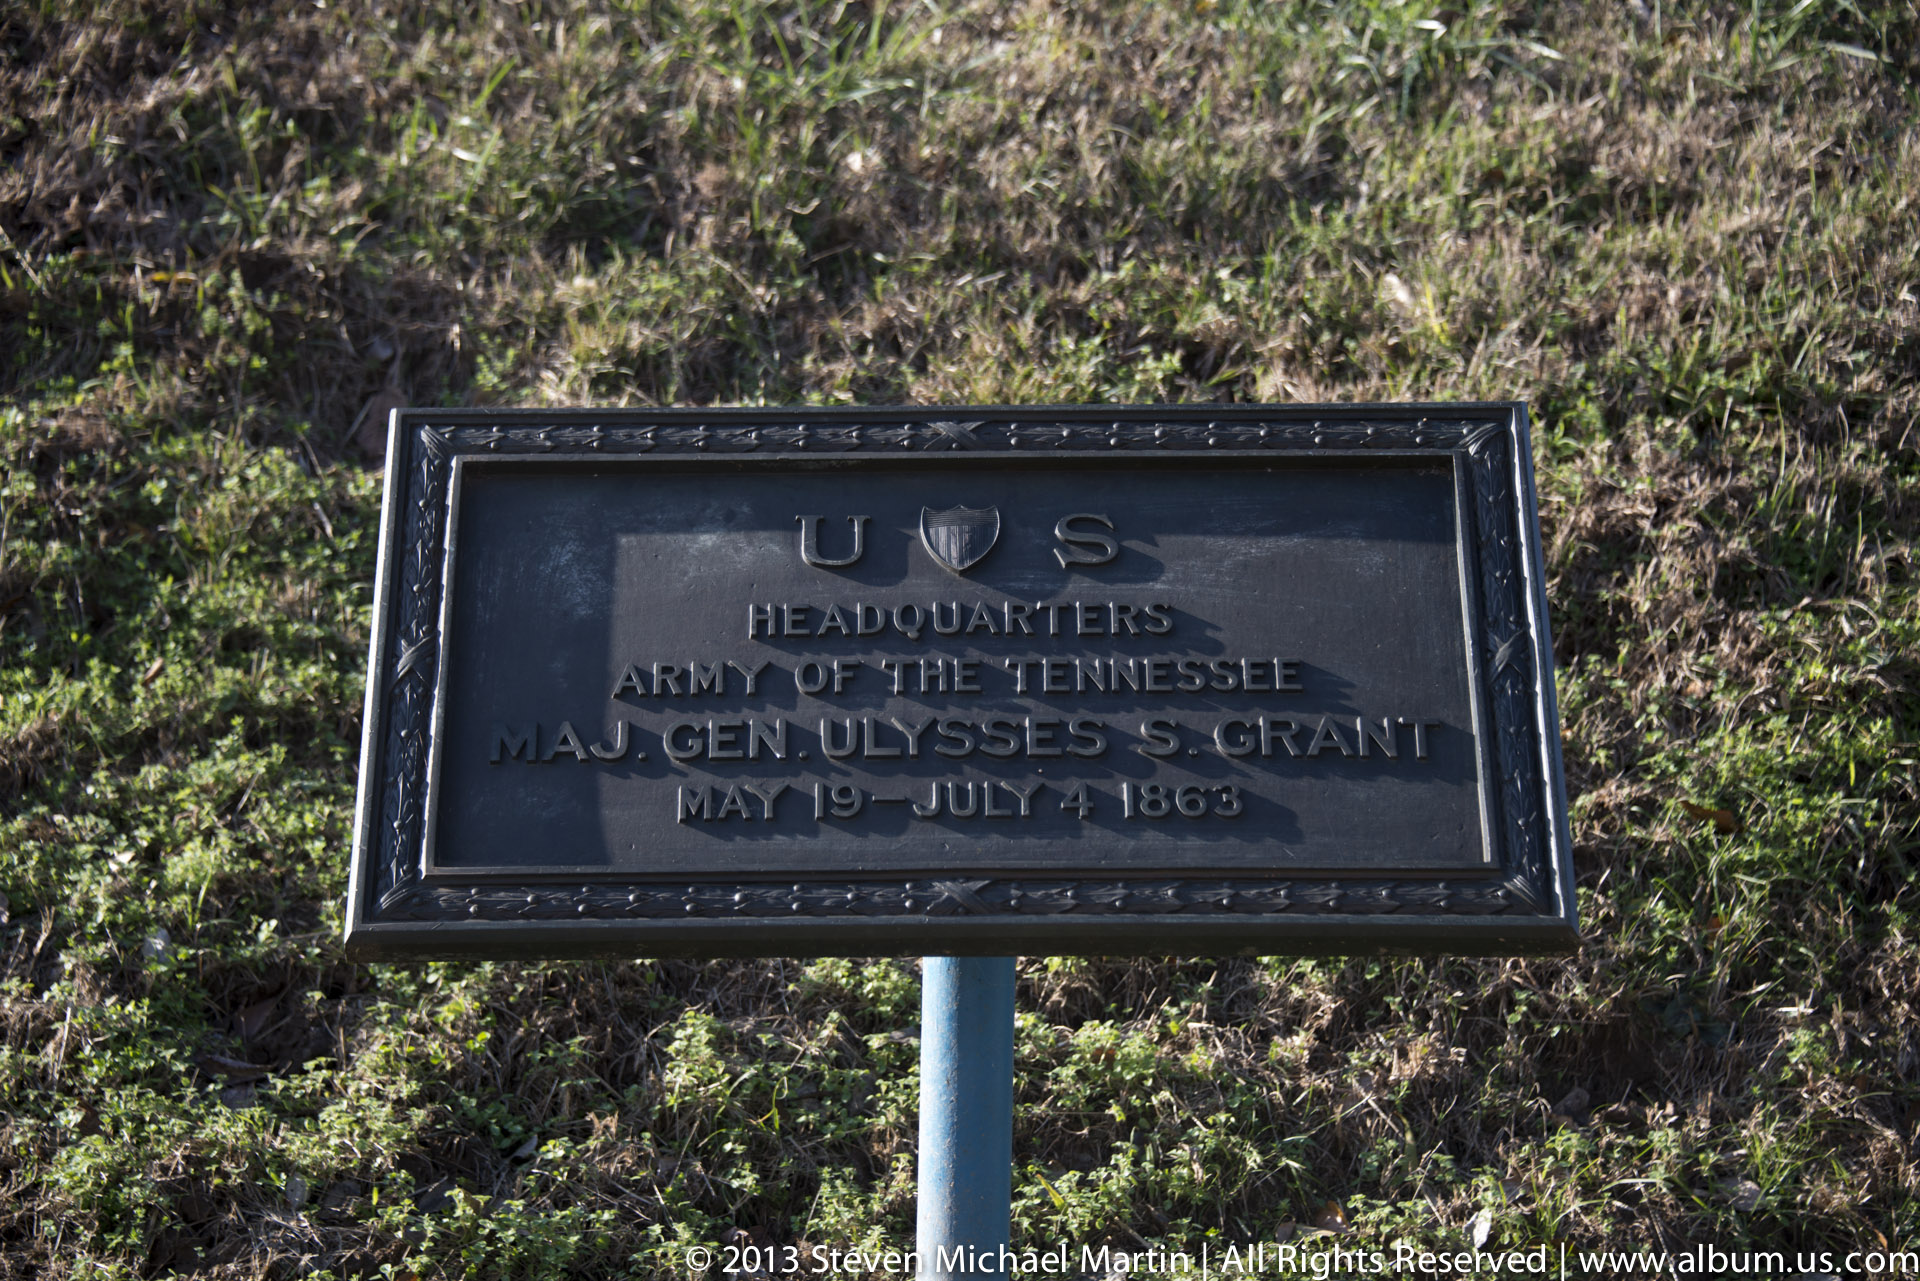 U S
HEADQUARTERS
ARMY OF THE TENNESSEE
MAJ. GEN. ULYSSES S. GRANT
MAY 19 – JULY 4 1863
© 2013 Steven Michael Martin | All Rights Reserved | www.album.us.com